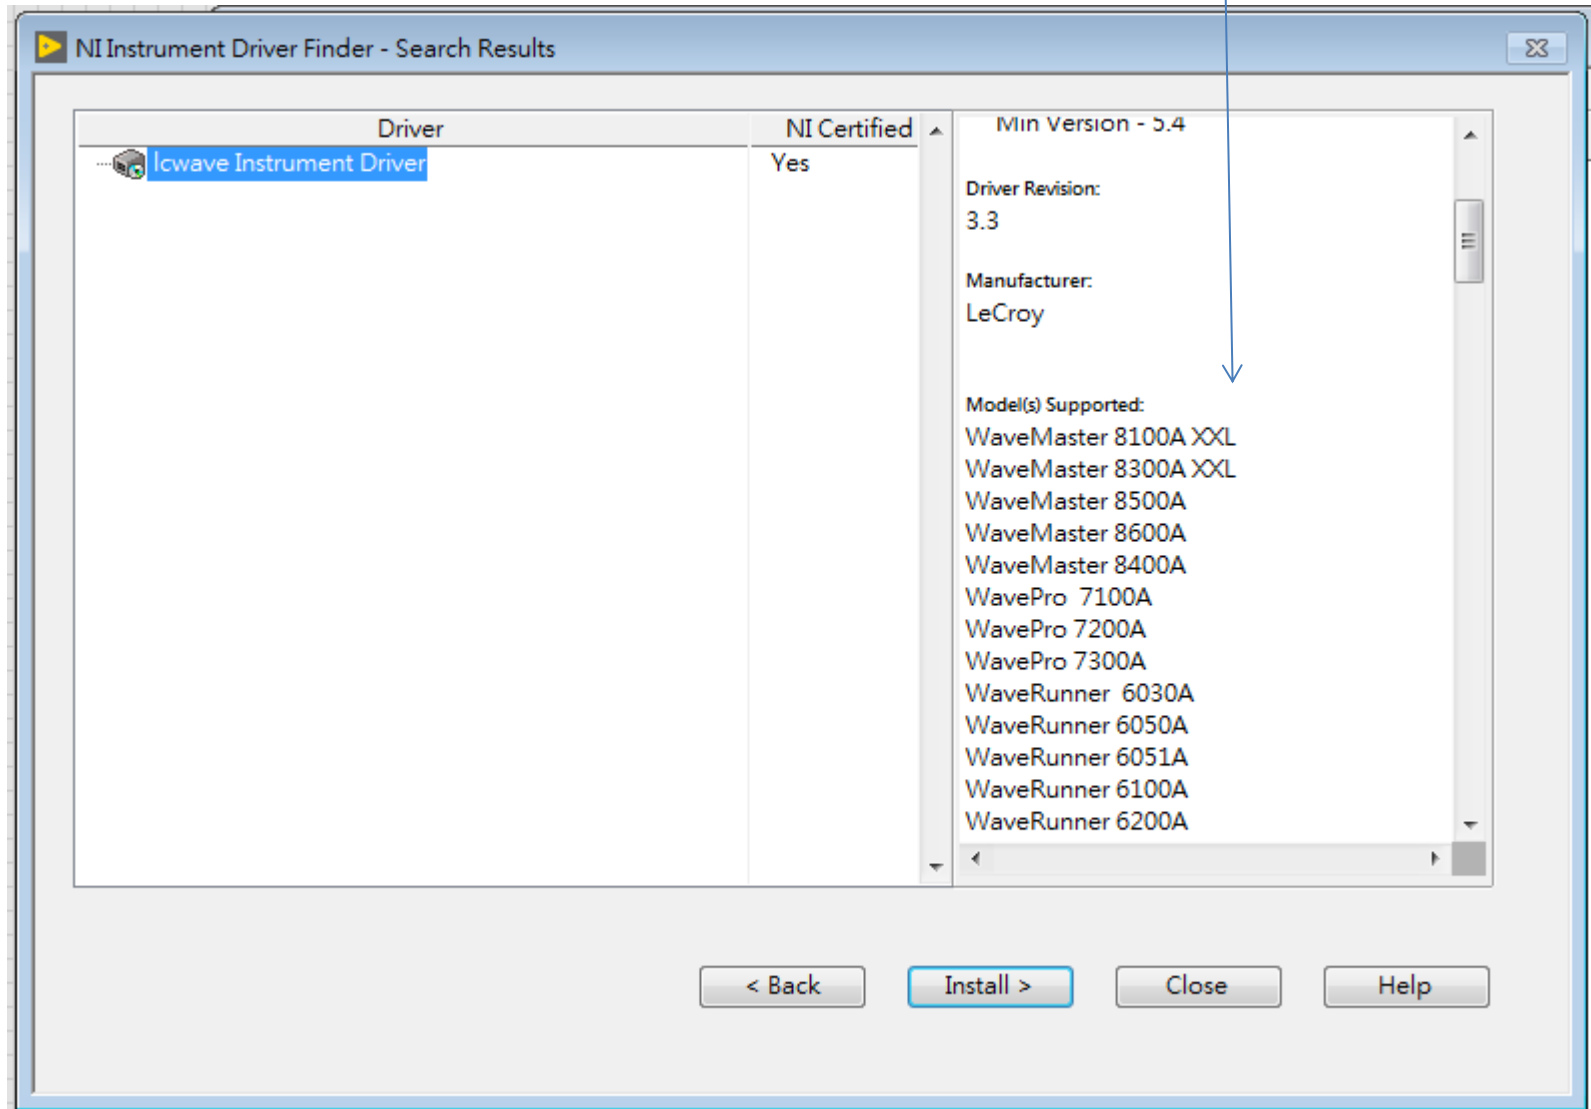 NI Instrument Driver Finder - Search Results
Driver
NI Certified
lcwave Instrument Driver
Yes
Min Version - 5.4
Driver Revision:
3.3
Manufacturer:
LeCroy
Model(s) Supported:
WaveMaster 8100A XXL
WaveMaster 8300A XXL
WaveMaster 8500A
WaveMaster 8600A
WaveMaster 8400A
WavePro  7100A
WavePro 7200A
WavePro 7300A
WaveRunner  6030A
WaveRunner 6050A
WaveRunner 6051A
WaveRunner 6100A
WaveRunner 6200A
< Back
Install >
Close
Help